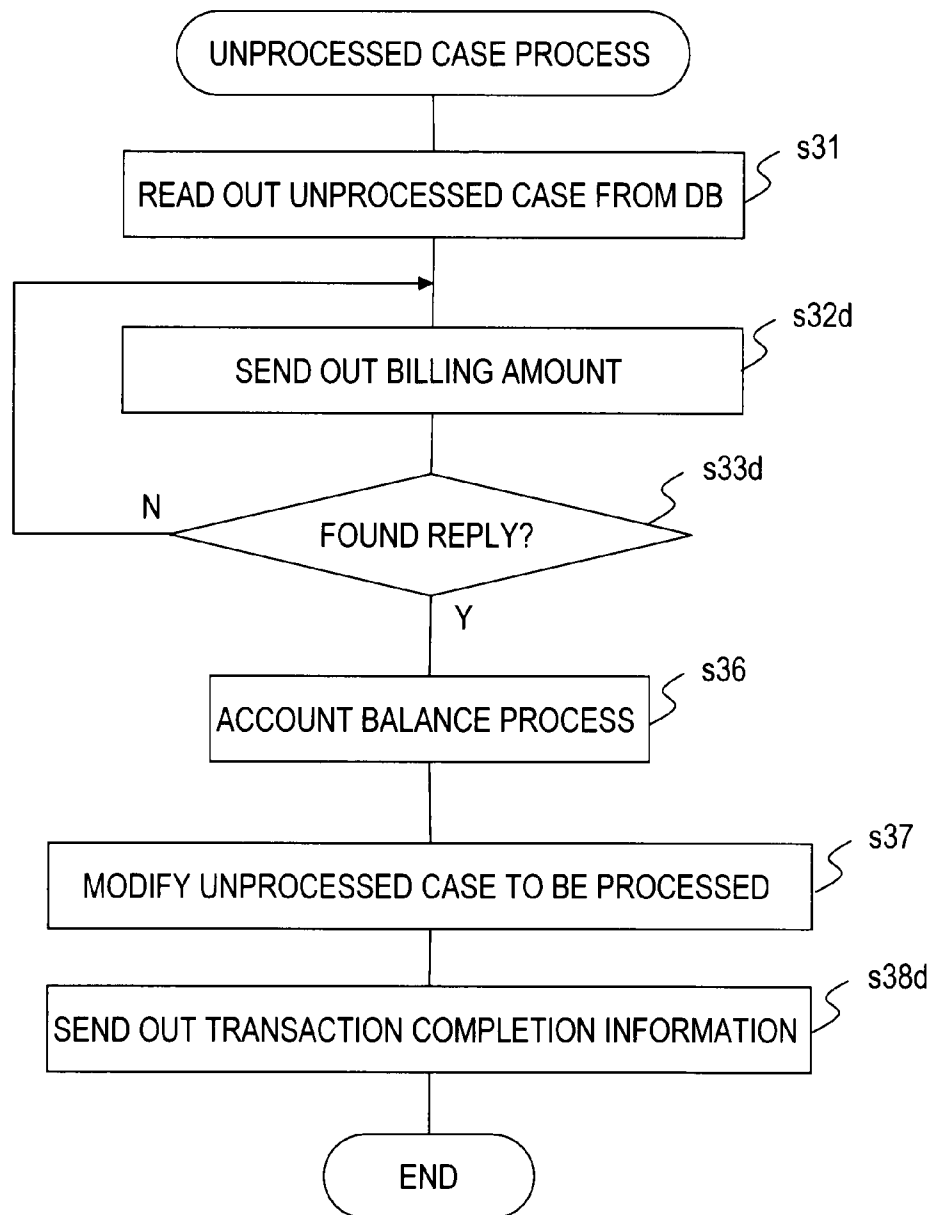 UNPROCESSED CASE PROCESS
s31
READ OUT UNPROCESSED CASE FROM DB
s32d
SEND OUT BILLING AMOUNT
s33d
N
FOUND REPLY?
Y
s36
ACCOUNT BALANCE PROCESS
s37
MODIFY UNPROCESSED CASE TO BE PROCESSED
s38d
SEND OUT TRANSACTION COMPLETION INFORMATION
END